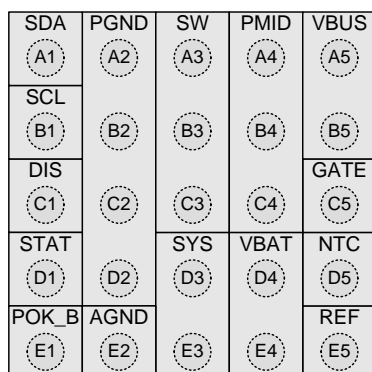 SDA PGND SW PMID VBUS
A1 A2 A3 A4 A5
SCL
B1 B2 B3 B4 B5
DIS GATE
C1 C2 C3 C4 C5
STAT SYS VBAT NTC
D1 D2 D3 D4 D5
POK_B AGND REF
E1 E2 E3 E4 E5